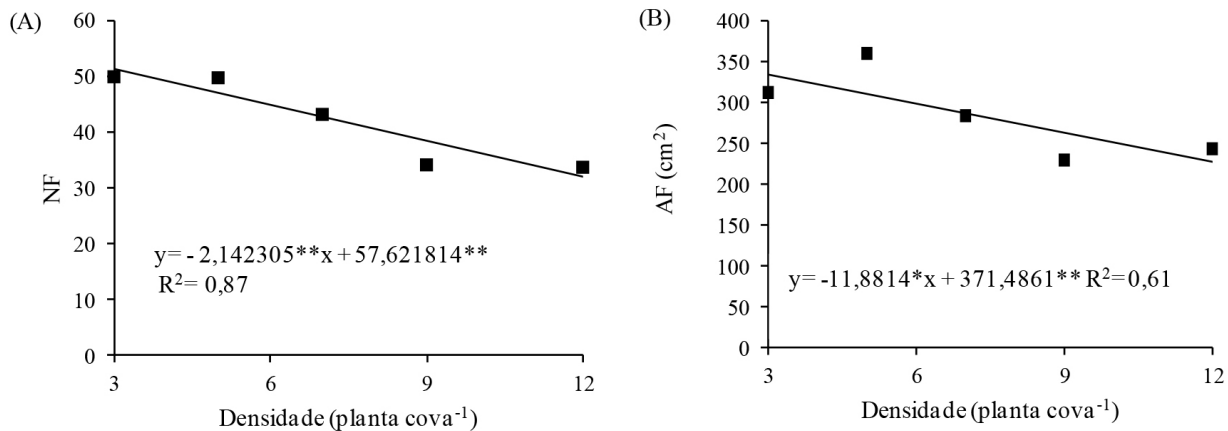 (A)
60
50
40
30
20
10
0
NF
y= - 2,142305**x + 57,621814**
R²= 0,87
3 6 9 12
Densidade (planta cova⁻¹)
(B)
400
350
300
250
200
150
100
50
0
AF (cm²)
y= -11,8814*x + 371,4861** R²=0,61
3 6 9 12
Densidade (planta cova⁻¹)